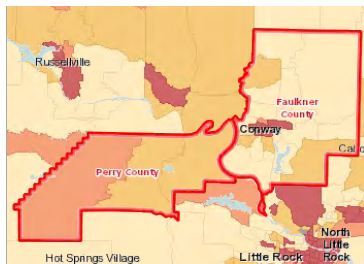 Russellville
Faulkner
County
Conway
Perry County
North
Little
Little Rock
Rock
Hot Springs Village